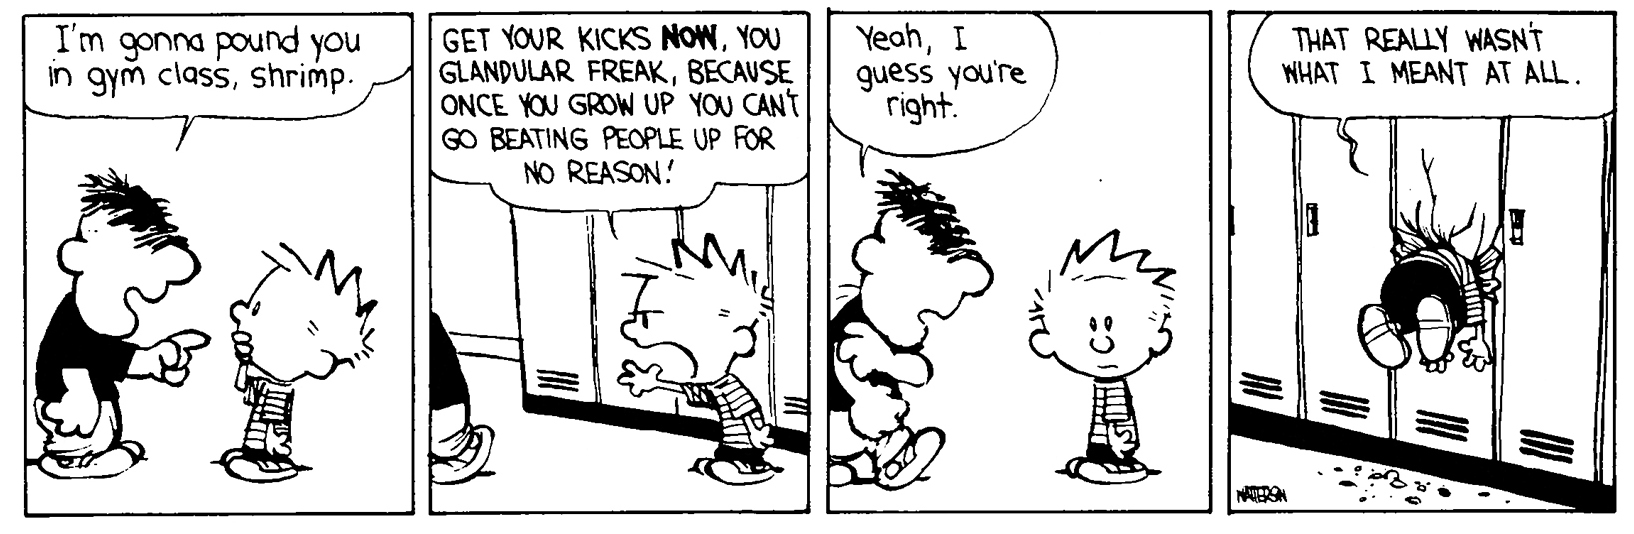 I'm gonna pound you
in gym class, shrimp.
GET YOUR KICKS NOW, YOU
GLANDULAR FREAK, BECAUSE
ONCE YOU GROW UP YOU CAN'T
GO BEATING PEOPLE UP FOR
NO REASON!
Yeah, I
guess you're
right.
THAT REALLY WASN'T
WHAT I MEANT AT ALL.
WATTERSON